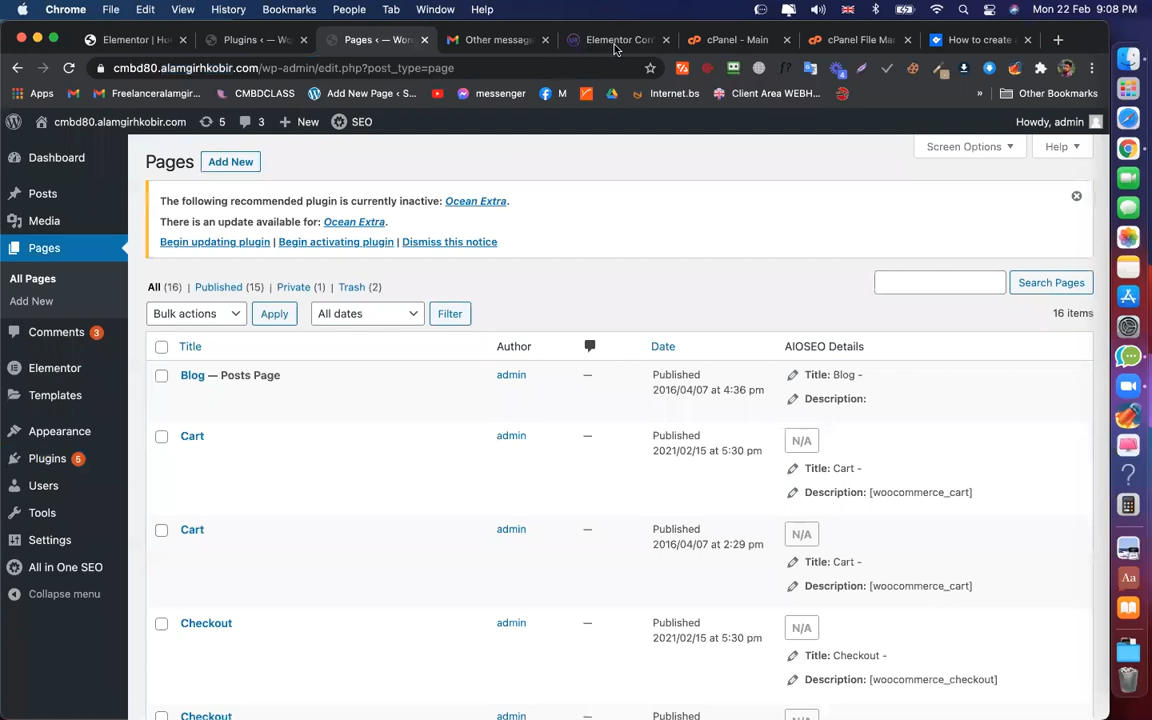 Chrome File Edit View History Bookmarks People Tab Window Help Mon 22 Feb 9:08 PM
Elementor | Ho Plugins ‹ — Wo Pages ‹ — Wor Other messag Elementor Con cPanel - Main cPanel File Ma How to create
cmbd80.alamgirhkobir.com/wp-admin/edit.php?post_type=page
Apps Freelanceralamgir... CMBDCLASS Add New Page ‹ S... messenger M Internet.bs Client Area WEBH... » Other Bookmarks
cmbd80.alamgirhkobir.com 5 3 New SEO Howdy, admin
Dashboard
Posts
Media
Pages
All Pages
Add New
Comments 3
Elementor
Templates
Appearance
Plugins 5
Users
Tools
Settings
All in One SEO
Collapse menu
Screen Options Help
Pages Add New
The following recommended plugin is currently inactive: Ocean Extra.
There is an update available for: Ocean Extra.
Begin updating plugin | Begin activating plugin | Dismiss this notice
All (16) | Published (15) | Private (1) | Trash (2)
Search Pages
Bulk actions Apply All dates Filter 16 items
Title Author Date AIOSEO Details
Blog — Posts Page admin — Published Title: Blog -
2016/04/07 at 4:36 pm
Description:
Cart admin — Published N/A
2021/02/15 at 5:30 pm
Title: Cart -
Description: [woocommerce_cart]
Cart admin — Published N/A
2016/04/07 at 2:29 pm
Title: Cart -
Description: [woocommerce_cart]
Checkout admin — Published N/A
2021/02/15 at 5:30 pm
Title: Checkout -
Description: [woocommerce_checkout]
Checkout admin — Published